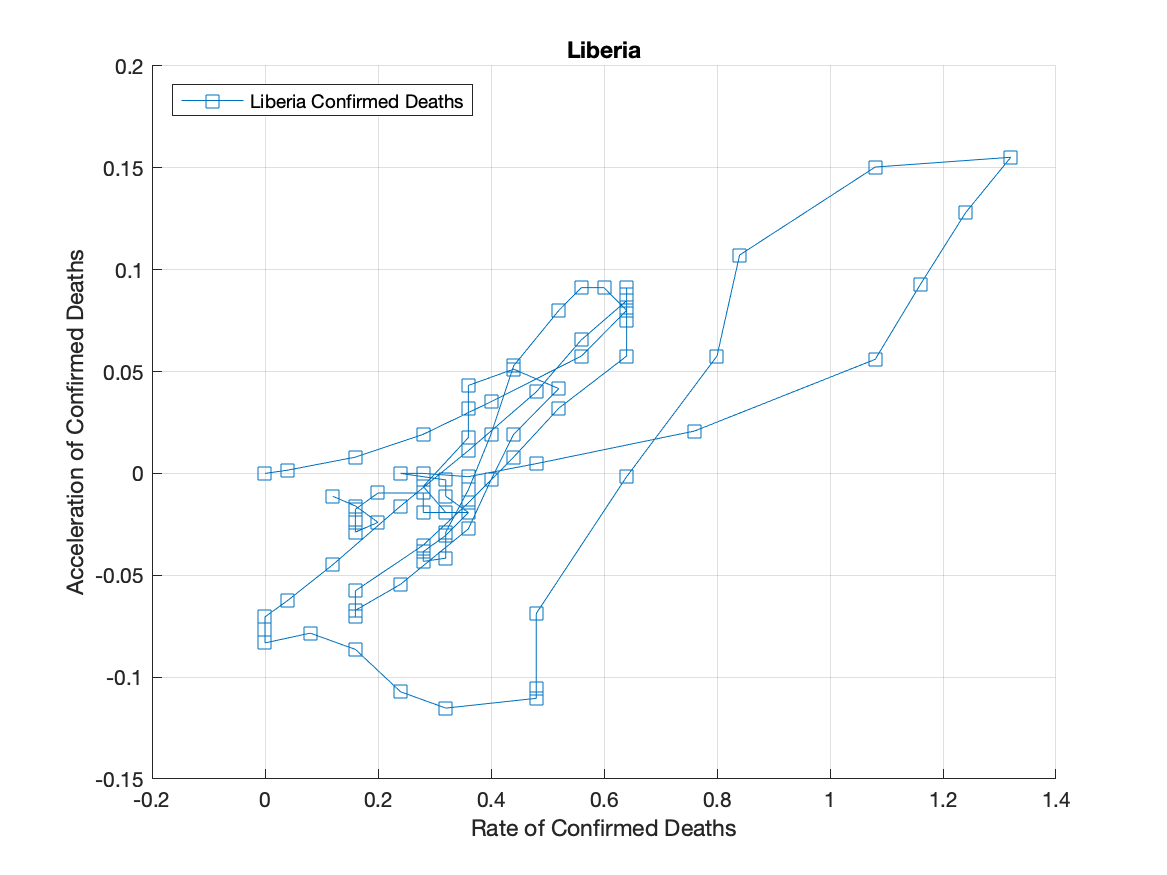 Liberia
Liberia Confirmed Deaths
0.2
0.15
0.1
0.05
0
-0.05
-0.1
-0.15
Acceleration of Confirmed Deaths
-0.2 0 0.2 0.4 0.6 0.8 1 1.2 1.4
Rate of Confirmed Deaths